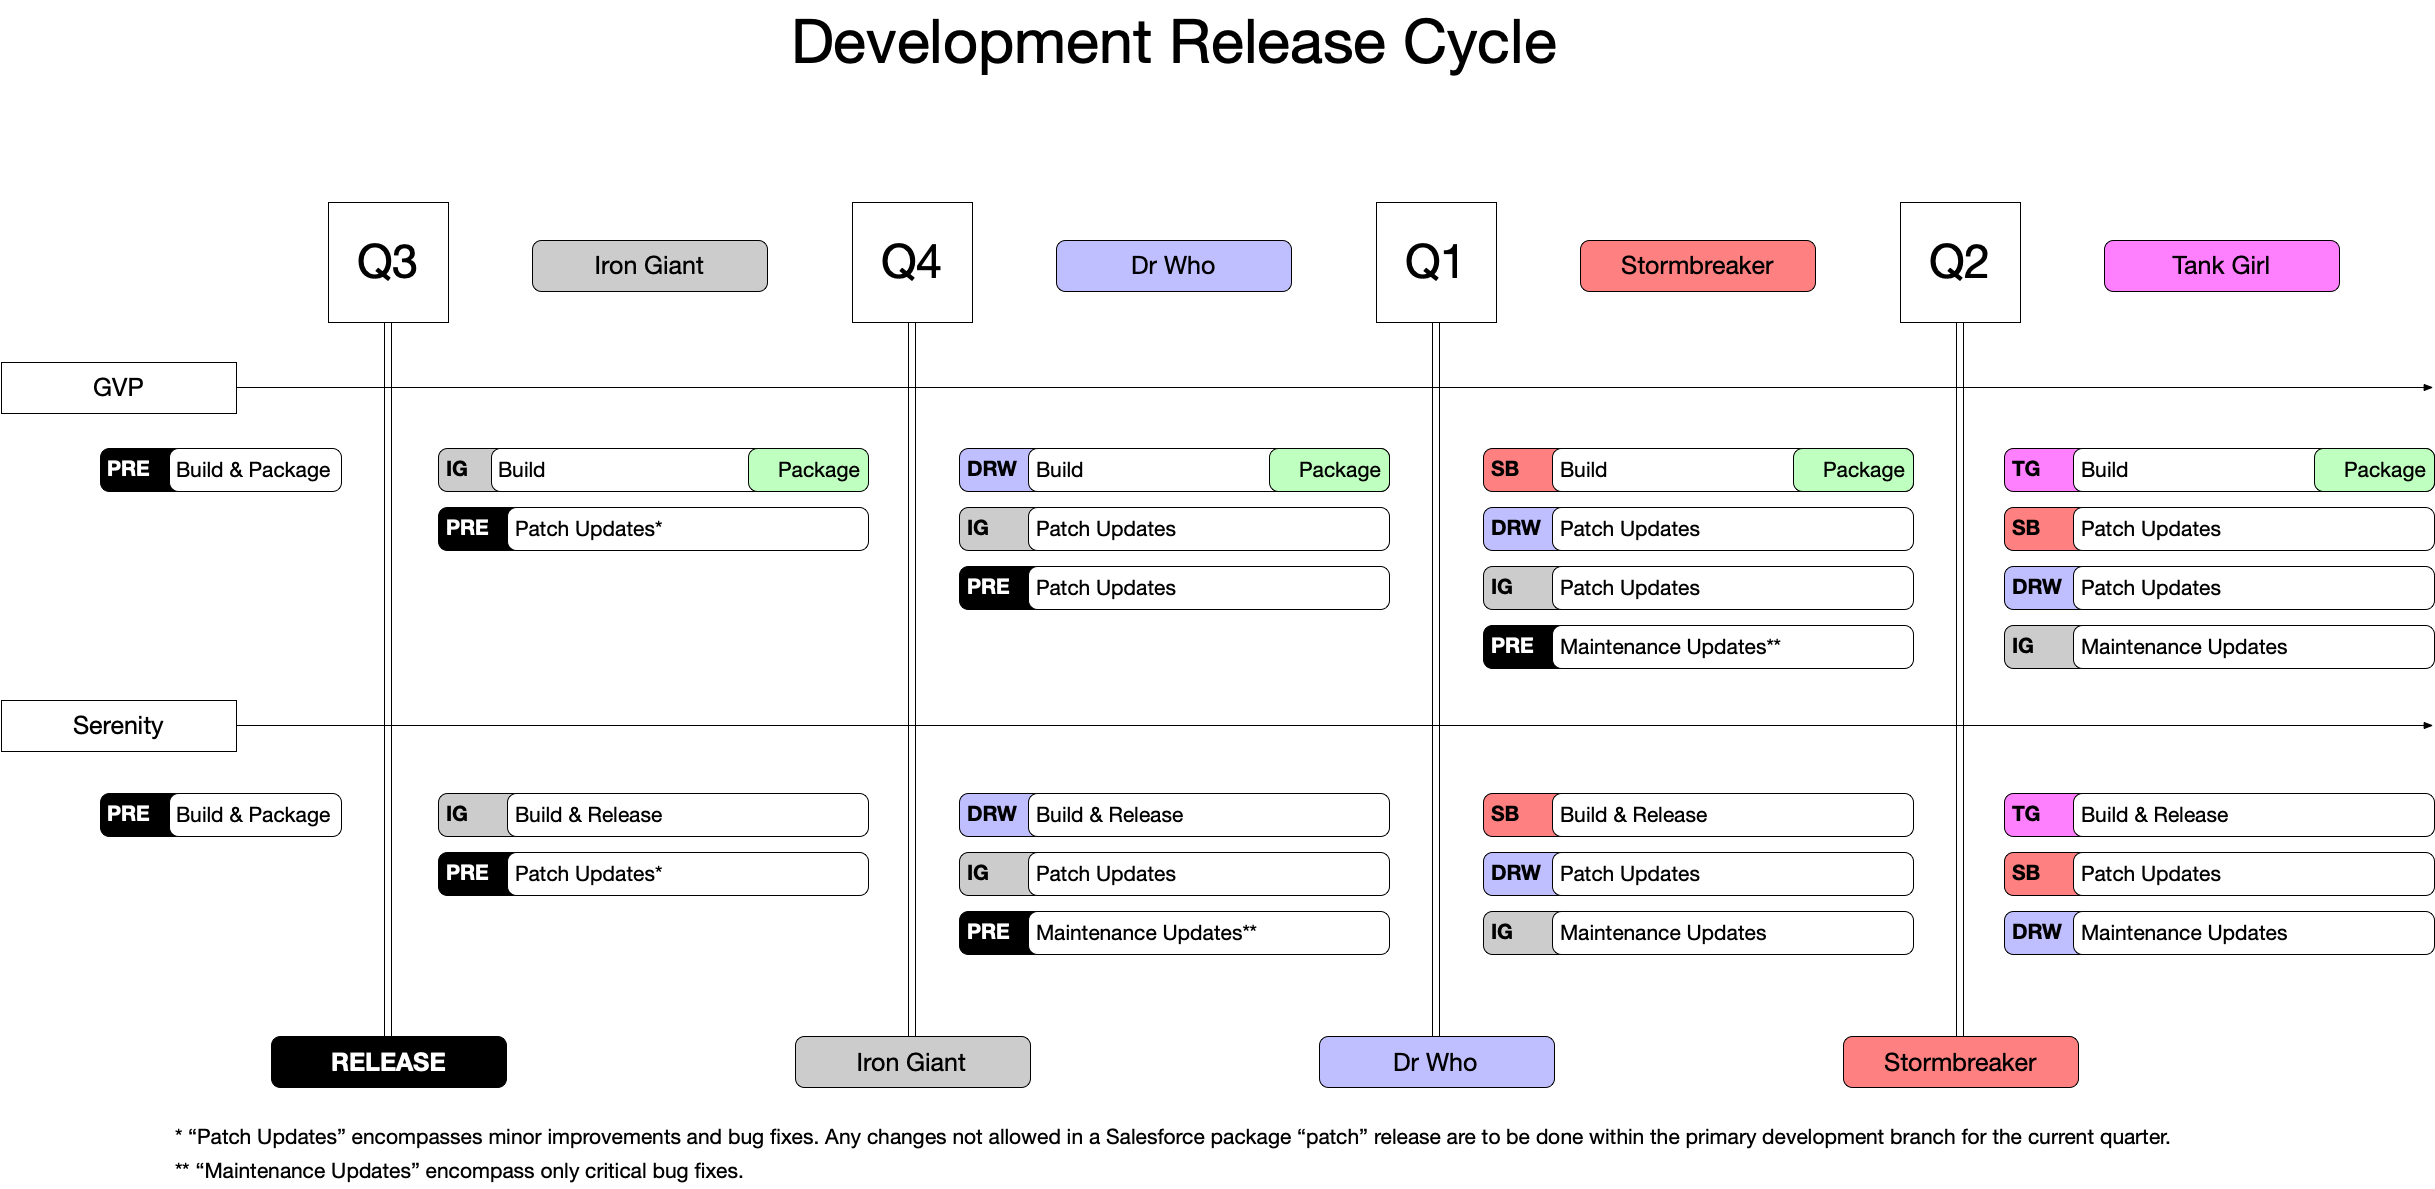 Development Release Cycle
Q3
Iron Giant
Q4
Dr Who
Q1
Stormbreaker
Q2
Tank Girl
GVP
PRE Build & Package
IG Build Package
DRW Build Package
SB Build Package
TG Build Package
PRE Patch Updates*
IG Patch Updates
DRW Patch Updates
SB Patch Updates
PRE Patch Updates
IG Patch Updates
DRW Patch Updates
PRE Maintenance Updates**
IG Maintenance Updates
Serenity
PRE Build & Package
IG Build & Release
DRW Build & Release
SB Build & Release
TG Build & Release
PRE Patch Updates*
IG Patch Updates
DRW Patch Updates
SB Patch Updates
PRE Maintenance Updates**
IG Maintenance Updates
DRW Maintenance Updates
RELEASE
Iron Giant
Dr Who
Stormbreaker
* “Patch Updates” encompasses minor improvements and bug fixes. Any changes not allowed in a Salesforce package “patch” release are to be done within the primary development branch for the current quarter.
** “Maintenance Updates” encompass only critical bug fixes.